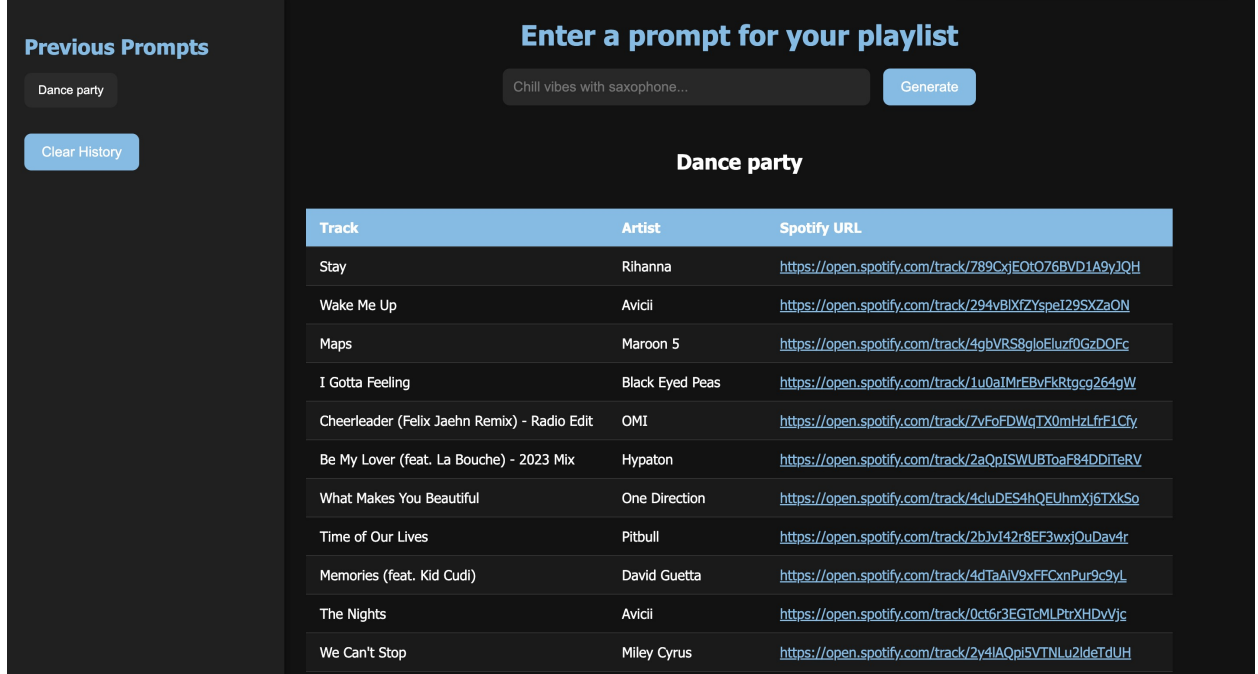 Previous Prompts
Dance party
Clear History
Enter a prompt for your playlist
Chill vibes with saxophone...
Generate
Dance party
Track Artist Spotify URL
Stay Rihanna https://open.spotify.com/track/789CxjEOtO76BVD1A9yJQH
Wake Me Up Avicii https://open.spotify.com/track/294vBlXfZYspeI29SXZaON
Maps Maroon 5 https://open.spotify.com/track/4gbVRS8gloEluzf0GzDOFc
I Gotta Feeling Black Eyed Peas https://open.spotify.com/track/1u0aIMrEBvFkRtgcg264gW
Cheerleader (Felix Jaehn Remix) - Radio Edit OMI https://open.spotify.com/track/7vFoFDWqTX0mHzLfrF1Cfy
Be My Lover (feat. La Bouche) - 2023 Mix Hypaton https://open.spotify.com/track/2aQpISWUBToaF84DDiTeRV
What Makes You Beautiful One Direction https://open.spotify.com/track/4cluDES4hQEUhmXj6TXkSo
Time of Our Lives Pitbull https://open.spotify.com/track/2bJvI42r8EF3wxjOuDav4r
Memories (feat. Kid Cudi) David Guetta https://open.spotify.com/track/4dTaAiV9xFFCxnPur9c9yL
The Nights Avicii https://open.spotify.com/track/0ct6r3EGTcMLPtrXHDvVjc
We Can't Stop Miley Cyrus https://open.spotify.com/track/2y4lAQpi5VTNLu2ldeTdUH